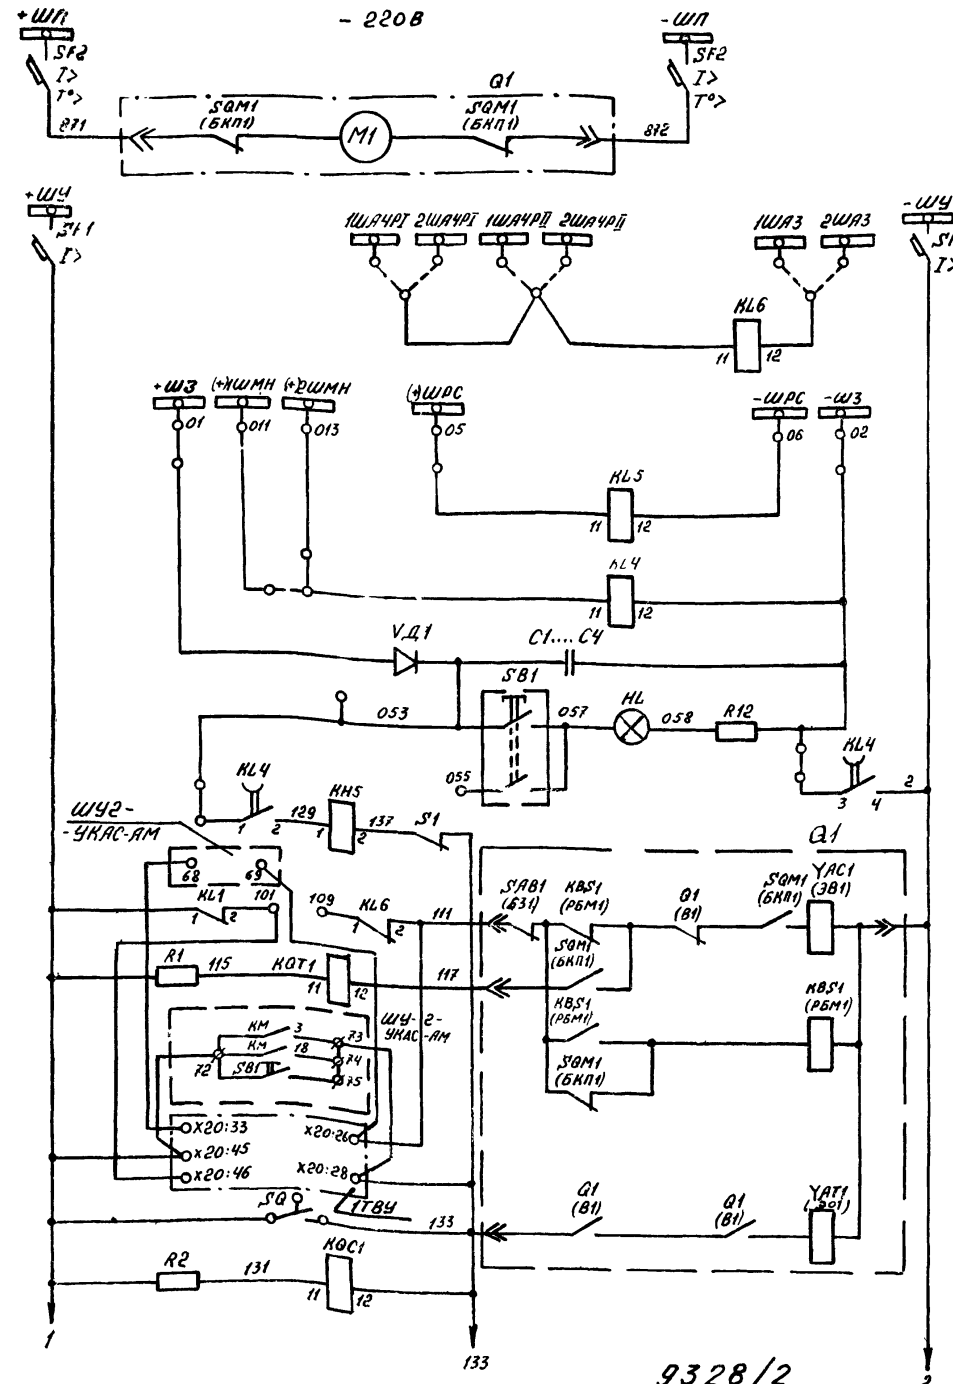 +ШП - 220В -ШП
SF2 SF2
I> Q1 I>
T°> SQM1 SQM1 T°>
(БКП1) (БКП1)
871 M1 872
+ШУ -ШУ
SF1
I> I>
1ШАЧРI 2ШАЧРI 1ШАЧРII 2ШАЧРII 1ШАЗ 2ШАЗ
KL6
11 12
+ШЗ (+)1ШМН (+)2ШМН (+)ШРС -ШРС -ШЗ
01 011 013 05 06 02
KL5
11 12
KL4
11 12
VД1 C1....C4
SB1
053 057 HL 058 R12
KL4
055
3 4 2
KL4 129 KH5 137 S1
1 2 1 2
ШУ2-
-УКАС-АМ
Q1
68 69
KL1 101 109 KL6 111
1 2 1 2
SAB1 KBS1 Q1 SQM1 YAC1
(БЗ1) (РБМ1) (В1) (БКП1) (ЭВ1)
SQM1
(БКП1)
R1 115 KQT1 117
11 12
KBS1 KBS1
(РБМ1) (РБМ1)
ШУ-2-
УКАС-АМ
KM 3 73
72 KM 18 74
SB1 75
SQM1
(БКП1)
X20:33 X20:26
X20:45
X20:46 X20:28
SQ 1ТВУ 133
Q1 Q1 YAT1
(В1) (В1)
R2 131 KQC1
11 12
1 133 2
9328/2